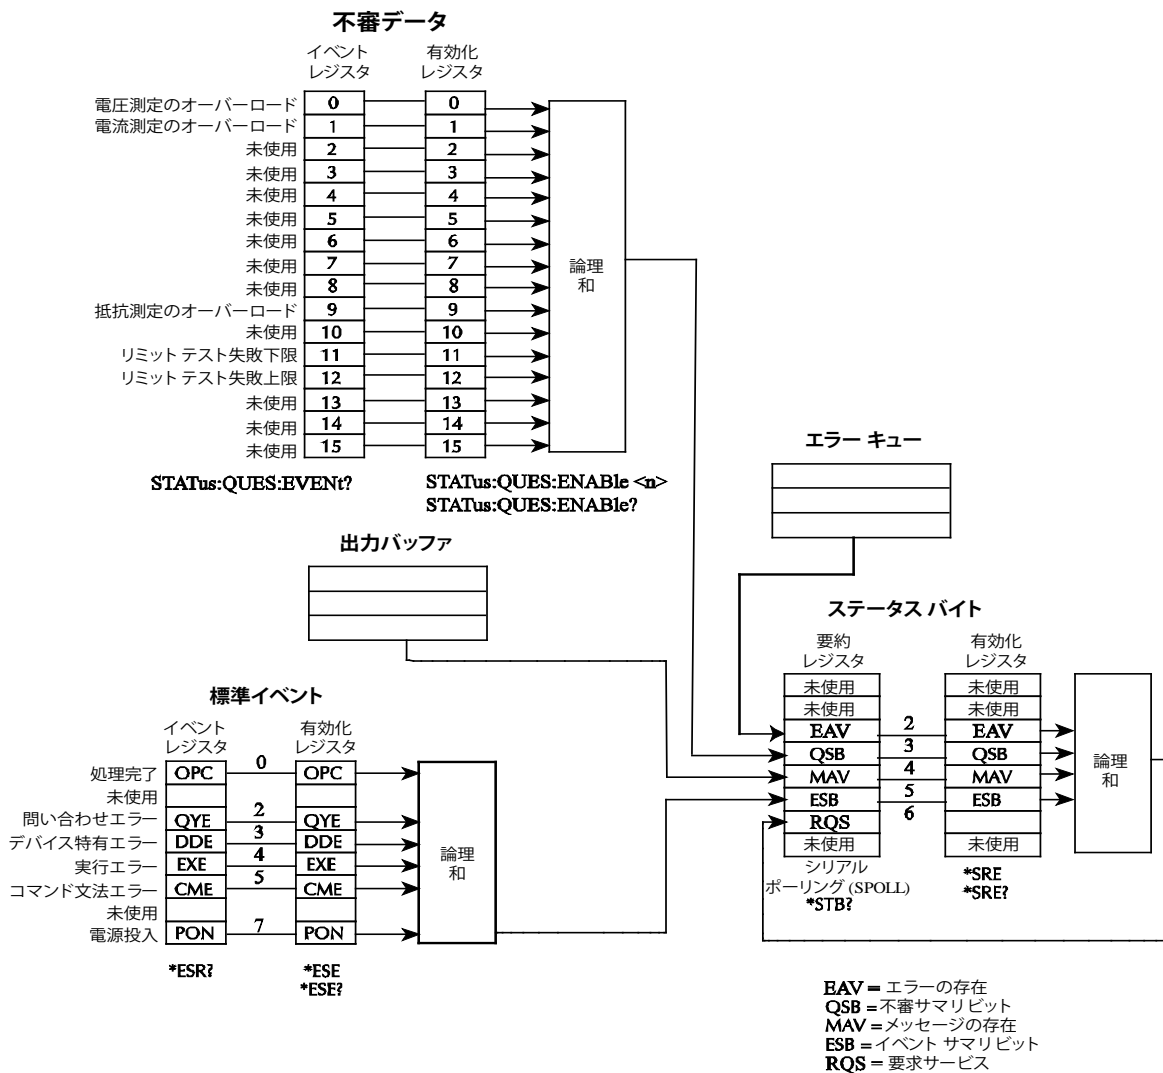 不審データ
イベント
レジスタ
有効化
レジスタ
電圧測定のオーバーロード 0 0
電流測定のオーバーロード 1 1
未使用 2 2
未使用 3 3
未使用 4 4
未使用 5 5
未使用 6 6
未使用 7 7
未使用 8 8
抵抗測定のオーバーロード 9 9
未使用 10 10
リミット テスト失敗下限 11 11
リミット テスト失敗上限 12 12
未使用 13 13
未使用 14 14
未使用 15 15
論理
和
STATus:QUES:EVENt?
STATus:QUES:ENABle <n>
STATus:QUES:ENABle?
エラー キュー
出力バッファ
ステータス バイト
要約
レジスタ
有効化
レジスタ
未使用 未使用
未使用 未使用
EAV 2 EAV
QSB 3 QSB
MAV 4 MAV
ESB 5 ESB
RQS 6
未使用 未使用
論理
和
シリアル
ポーリング (SPOLL)
*STB?
*SRE
*SRE?
標準イベント
イベント
レジスタ
有効化
レジスタ
処理完了 OPC 0 OPC
未使用
問い合わせエラー QYE 2 QYE
デバイス特有エラー DDE 3 DDE
実行エラー EXE 4 EXE
コマンド文法エラー CME 5 CME
未使用
電源投入 PON 7 PON
論理
和
*ESR?
*ESE
*ESE?
EAV = エラーの存在
QSB = 不審サマリビット
MAV = メッセージの存在
ESB = イベント サマリビット
RQS = 要求サービス